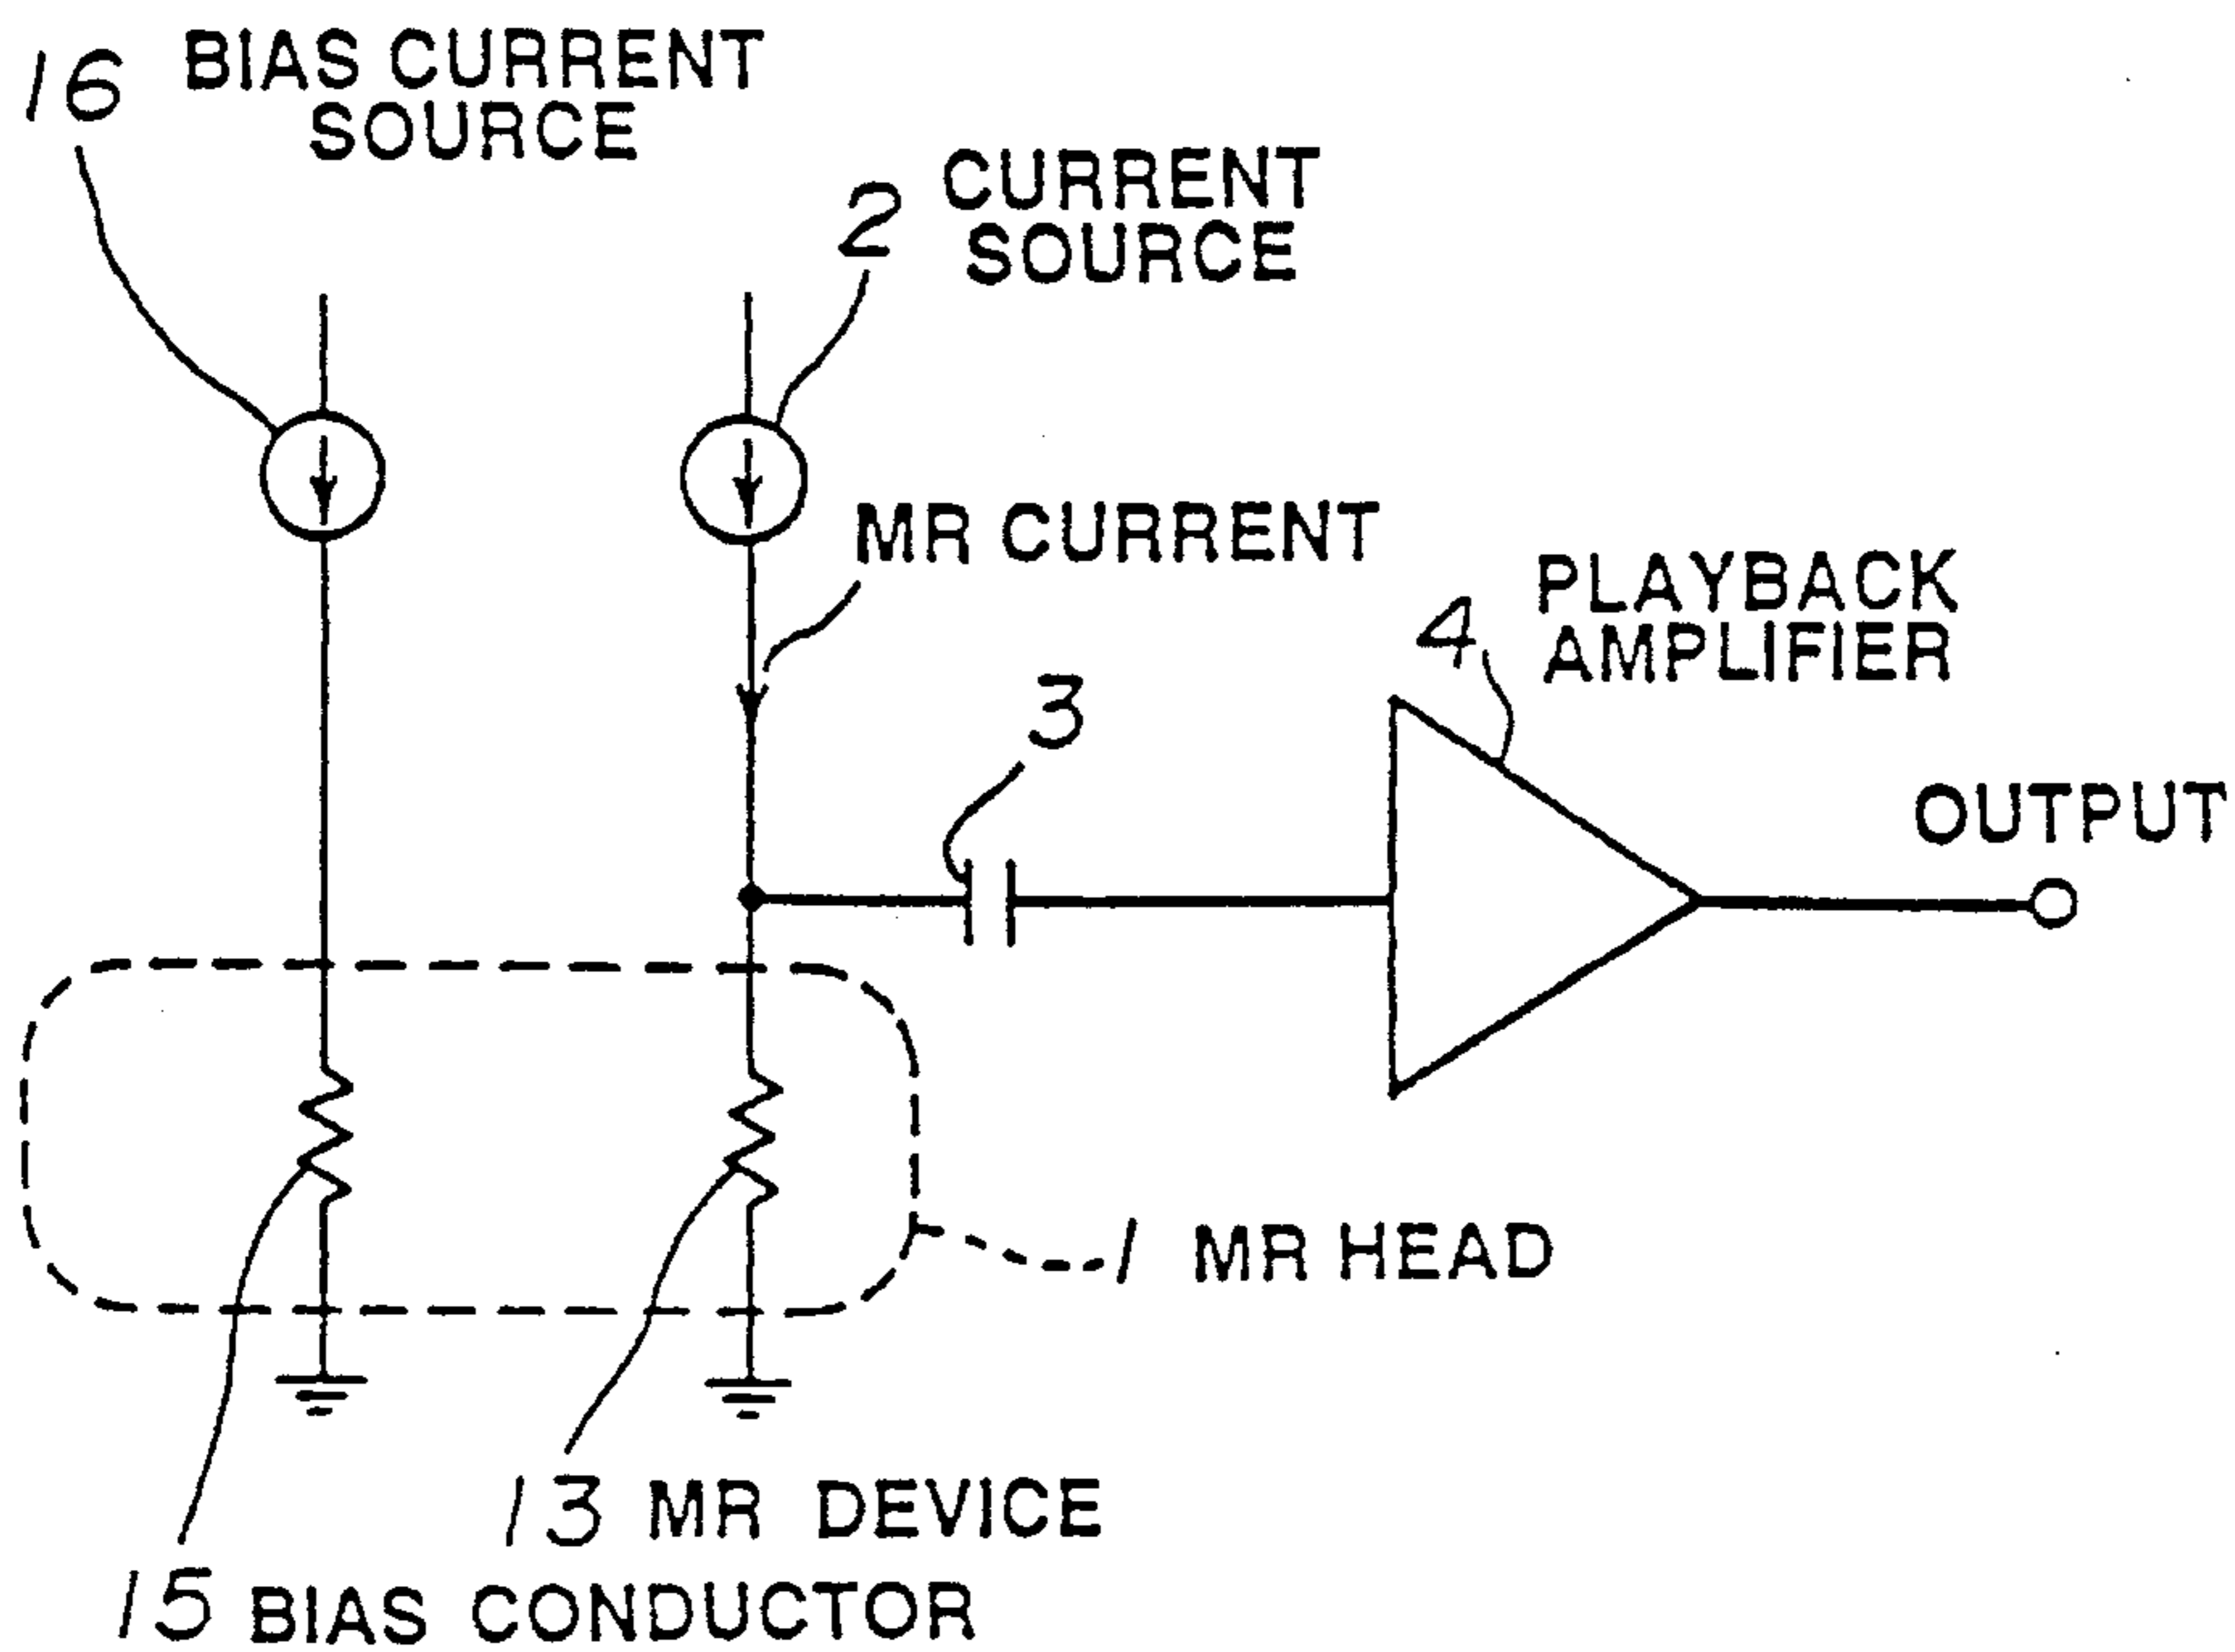 16 BIAS CURRENT
SOURCE
2 CURRENT
SOURCE
MR CURRENT
4 PLAYBACK
AMPLIFIER
3
OUTPUT
1 MR HEAD
13 MR DEVICE
15 BIAS CONDUCTOR